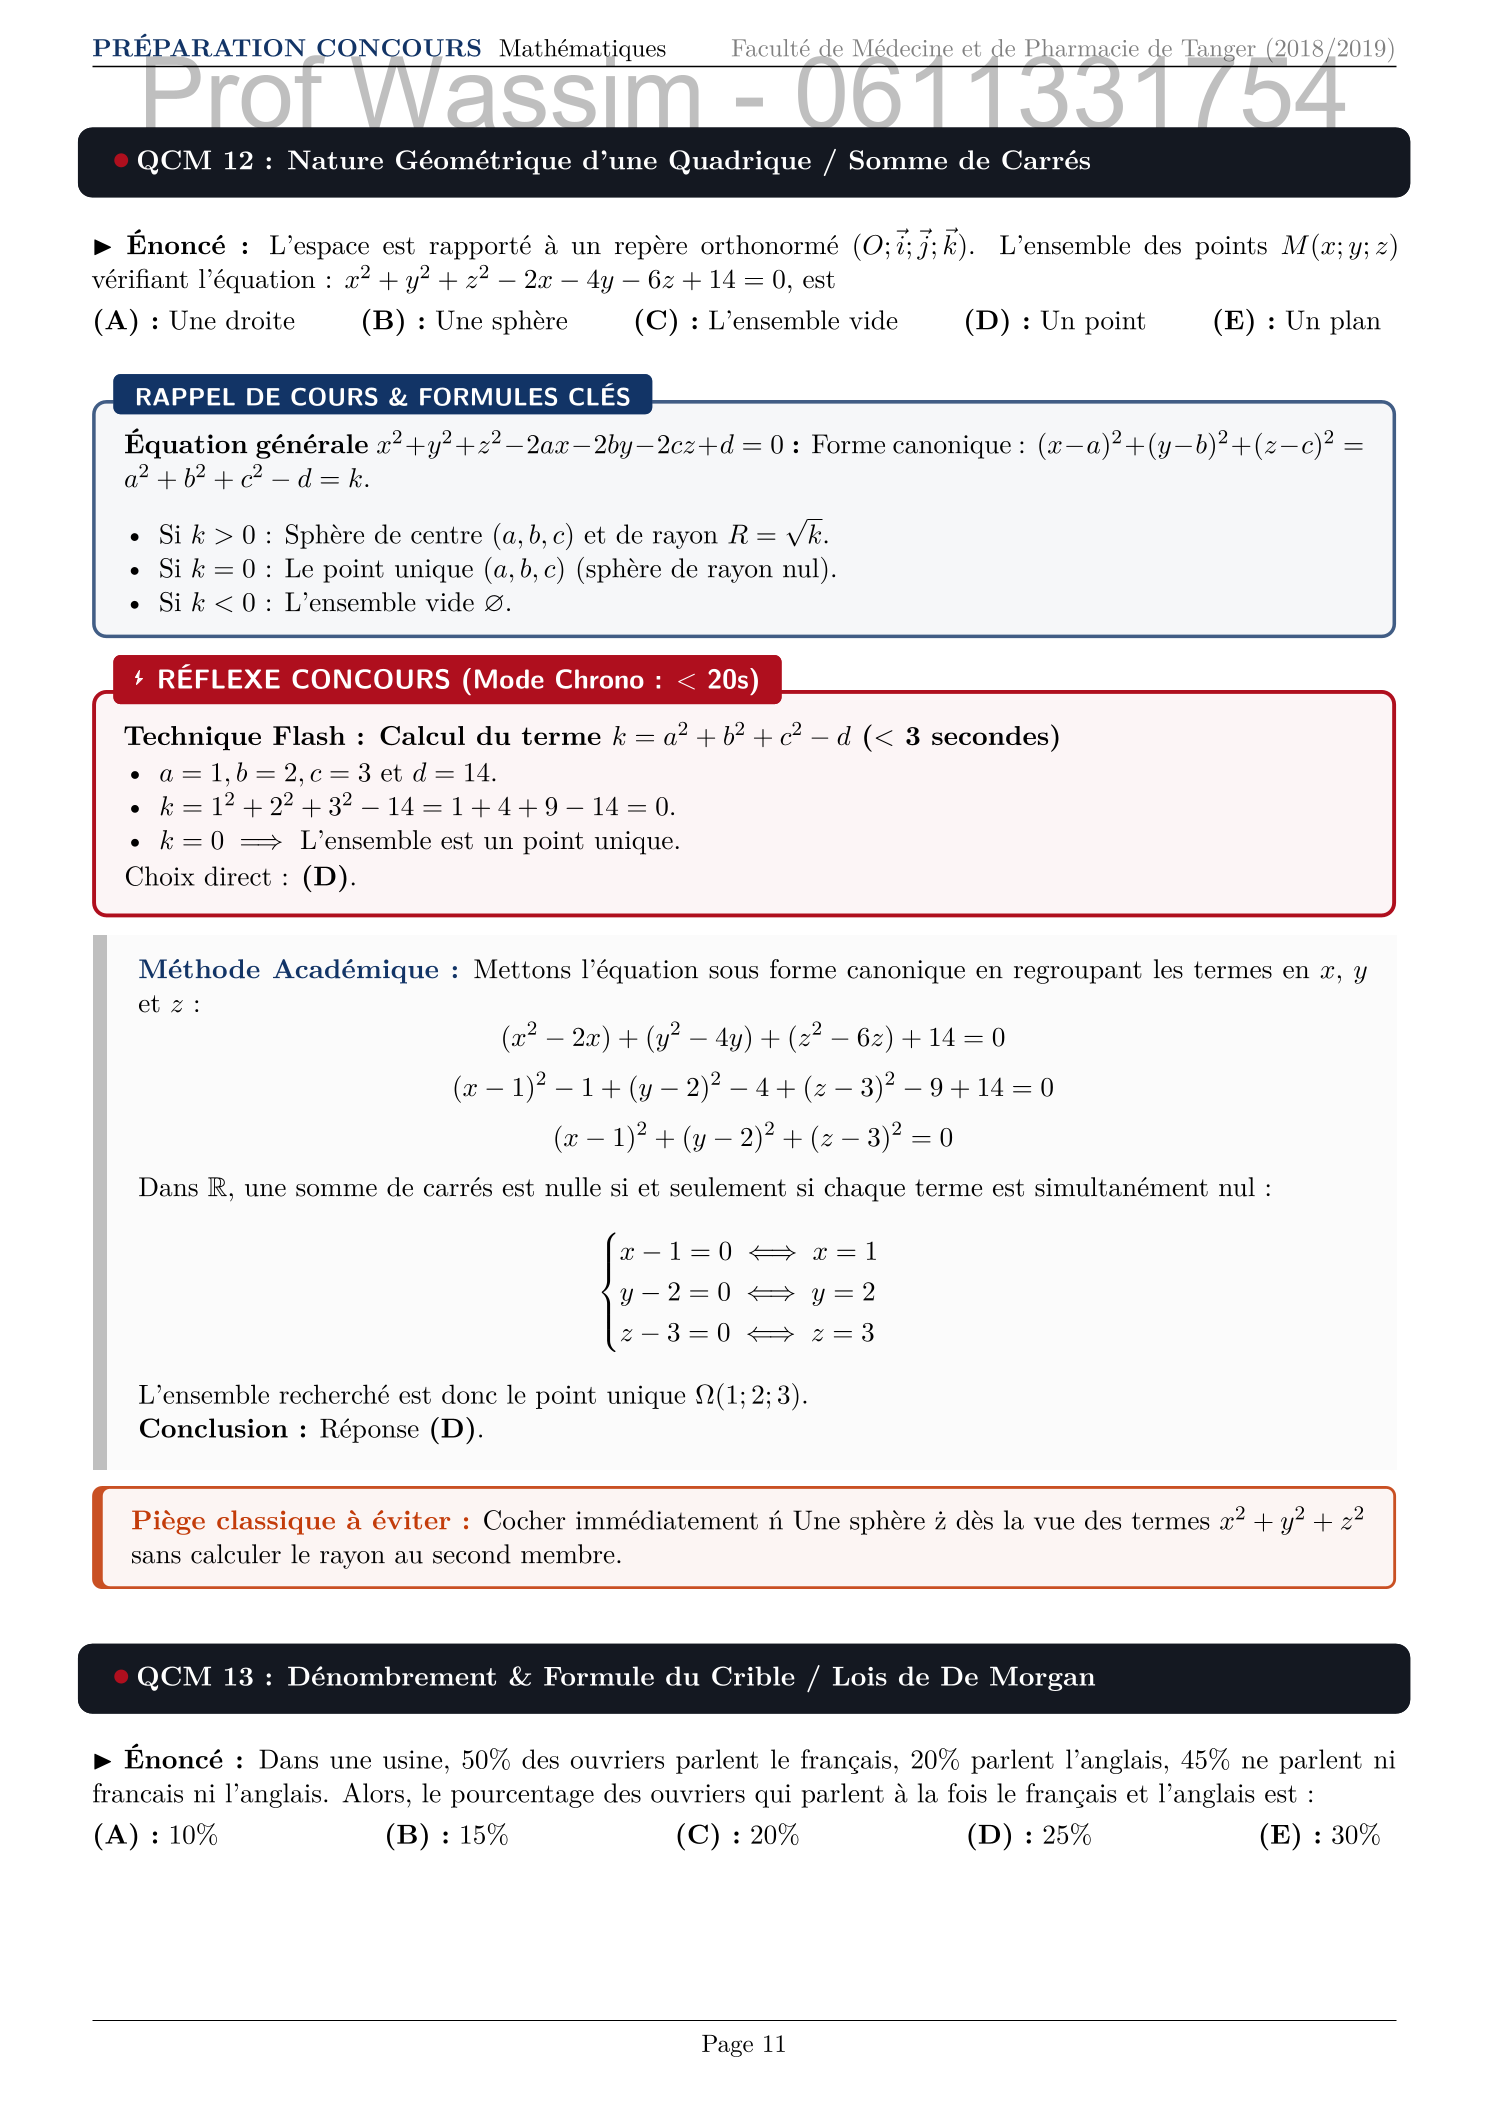 PRÉPARATION CONCOURS Mathématiques Faculté de Médecine et de Pharmacie de Tanger (2018/2019)
Prof Wassim - 0611331754
● QCM 12 : Nature Géométrique d'une Quadrique / Somme de Carrés
▶ Énoncé : L'espace est rapporté à un repère orthonormé (O; i⃗; j⃗; k⃗). L'ensemble des points M(x; y; z)
vérifiant l'équation : x² + y² + z² − 2x − 4y − 6z + 14 = 0, est
(A) : Une droite (B) : Une sphère (C) : L'ensemble vide (D) : Un point (E) : Un plan
RAPPEL DE COURS & FORMULES CLÉS
Équation générale x²+y²+z²−2ax−2by−2cz+d = 0 : Forme canonique : (x−a)²+(y−b)²+(z−c)² =
a² + b² + c² − d = k.
• Si k > 0 : Sphère de centre (a, b, c) et de rayon R = √k.
• Si k = 0 : Le point unique (a, b, c) (sphère de rayon nul).
• Si k < 0 : L'ensemble vide ∅.
⚡ RÉFLEXE CONCOURS (Mode Chrono : < 20s)
Technique Flash : Calcul du terme k = a² + b² + c² − d (< 3 secondes)
• a = 1, b = 2, c = 3 et d = 14.
• k = 1² + 2² + 3² − 14 = 1 + 4 + 9 − 14 = 0.
• k = 0 ⟹ L'ensemble est un point unique.
Choix direct : (D).
Méthode Académique : Mettons l'équation sous forme canonique en regroupant les termes en x, y
et z :
(x² − 2x) + (y² − 4y) + (z² − 6z) + 14 = 0
(x − 1)² − 1 + (y − 2)² − 4 + (z − 3)² − 9 + 14 = 0
(x − 1)² + (y − 2)² + (z − 3)² = 0
Dans ℝ, une somme de carrés est nulle si et seulement si chaque terme est simultanément nul :
x − 1 = 0 ⟺ x = 1
y − 2 = 0 ⟺ y = 2
z − 3 = 0 ⟺ z = 3
L'ensemble recherché est donc le point unique Ω(1; 2; 3).
Conclusion : Réponse (D).
Piège classique à éviter : Cocher immédiatement ń Une sphère ż dès la vue des termes x² + y² + z²
sans calculer le rayon au second membre.
● QCM 13 : Dénombrement & Formule du Crible / Lois de De Morgan
▶ Énoncé : Dans une usine, 50% des ouvriers parlent le français, 20% parlent l'anglais, 45% ne parlent ni
francais ni l'anglais. Alors, le pourcentage des ouvriers qui parlent à la fois le français et l'anglais est :
(A) : 10% (B) : 15% (C) : 20% (D) : 25% (E) : 30%
Page 11